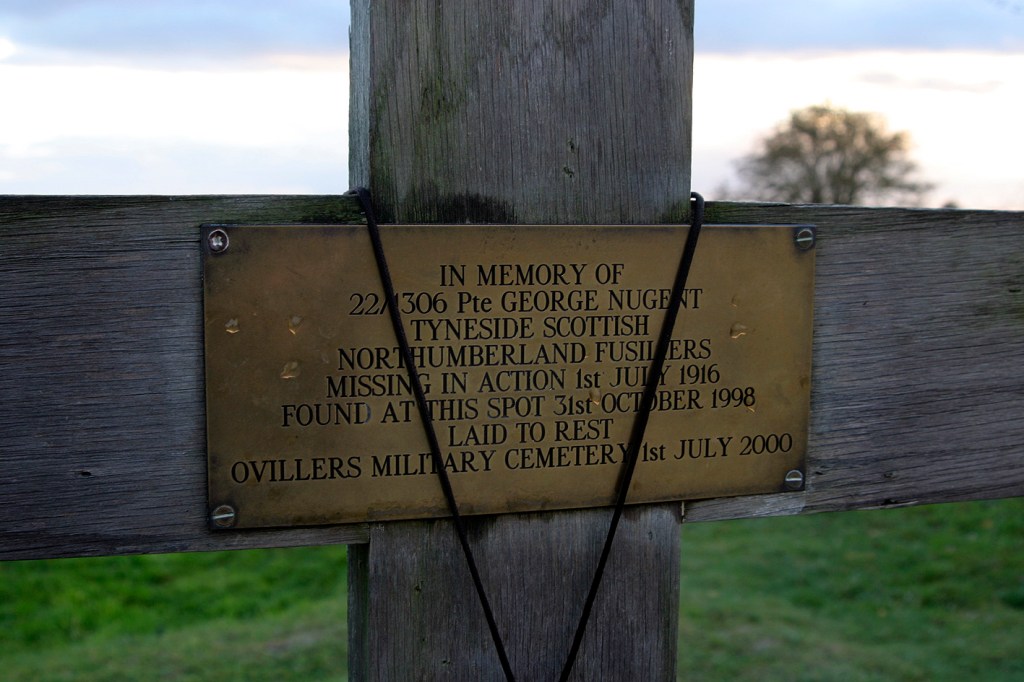 IN MEMORY OF
22/1306 Pte GEORGE NUGENT
TYNESIDE SCOTTISH
NORTHUMBERLAND FUSILIERS
MISSING IN ACTION 1st JULY 1916
FOUND AT THIS SPOT 31st OCTOBER 1998
LAID TO REST
OVILLERS MILITARY CEMETERY 1st JULY 2000